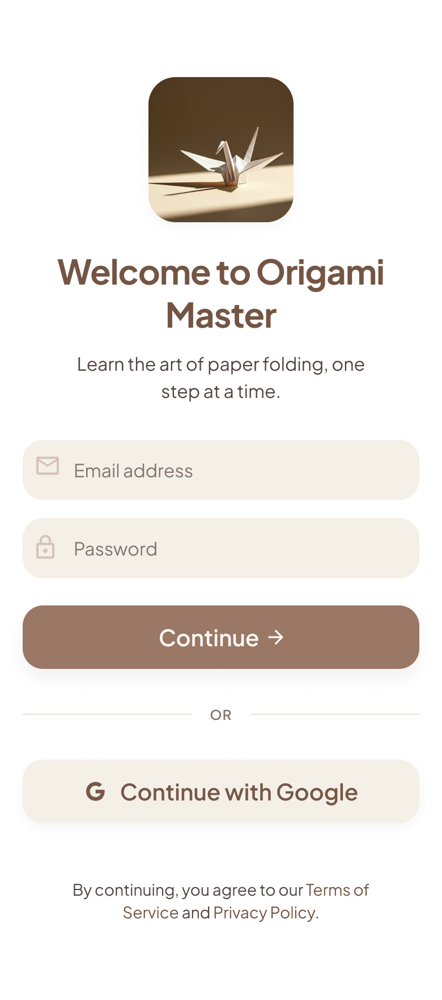 Welcome to Origami
Master
Learn the art of paper folding, one
step at a time.
Email address
Password
Continue →
OR
G Continue with Google
By continuing, you agree to our Terms of
Service and Privacy Policy.